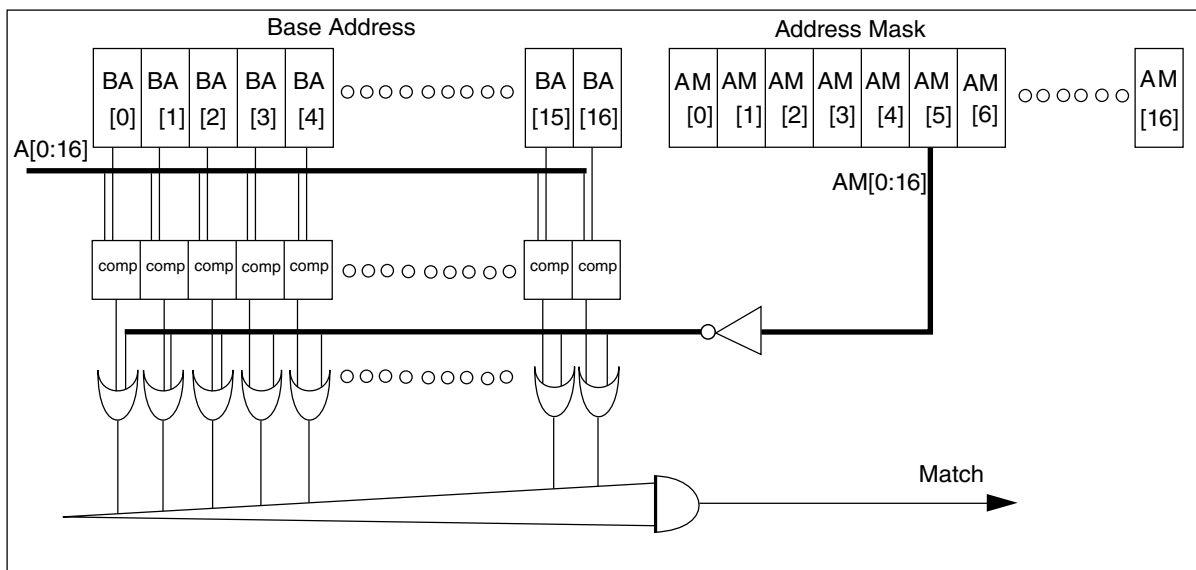 Base Address Address Mask
BA BA BA BA BA BA BA AM AM AM AM AM AM AM AM
[0] [1] [2] [3] [4] [15] [16] [0] [1] [2] [3] [4] [5] [6] [16]
A[0:16]
AM[0:16]
comp comp comp comp comp comp comp
Match